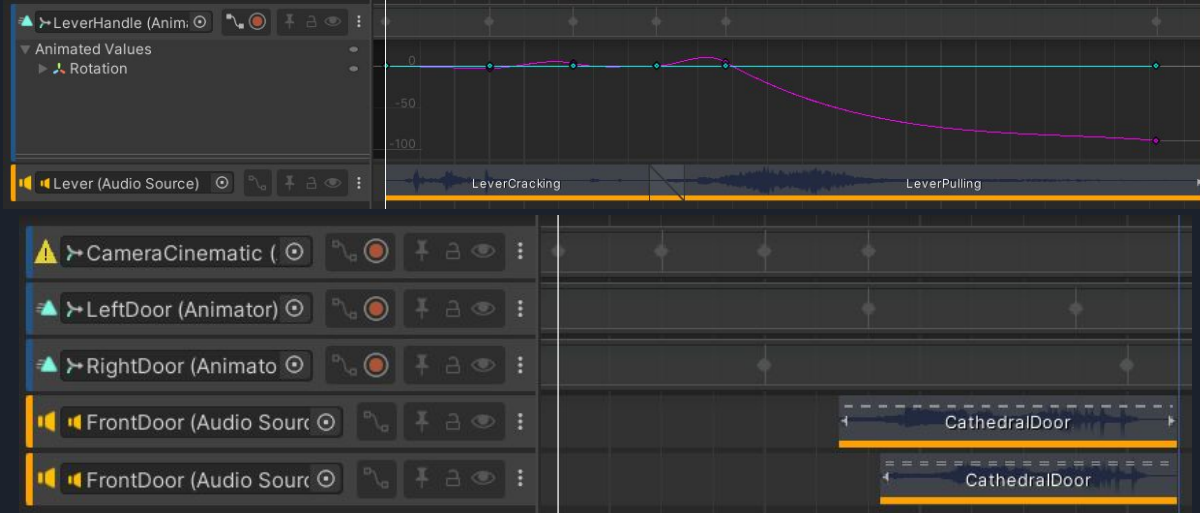 LeverHandle (Anim
Animated Values
Rotation
0
-50
-100
Lever (Audio Source)
LeverCracking
LeverPulling
CameraCinematic (
LeftDoor (Animator)
RightDoor (Animato
FrontDoor (Audio Sourc
CathedralDoor
FrontDoor (Audio Sourc
CathedralDoor